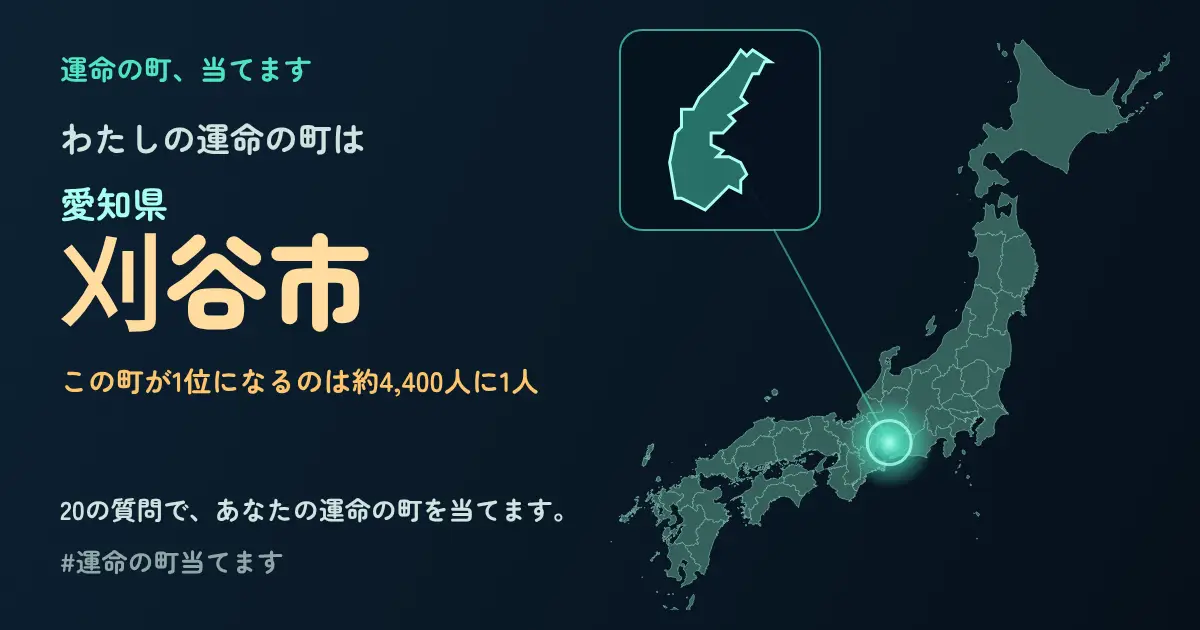 運命の町、当てます
わたしの運命の町は
愛知県
刈谷市
この町が1位になるのは約4,400人に1人
20の質問で、あなたの運命の町を当てます。
#運命の町当てます